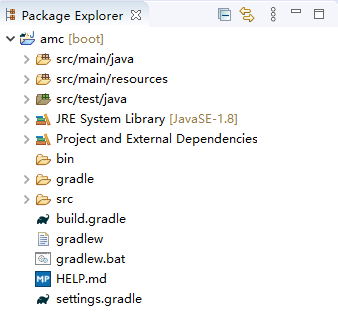 Package Explorer
amc [boot]
src/main/java
src/main/resources
src/test/java
JRE System Library [JavaSE-1.8]
Project and External Dependencies
bin
gradle
src
build.gradle
gradlew
gradlew.bat
MP HELP.md
settings.gradle